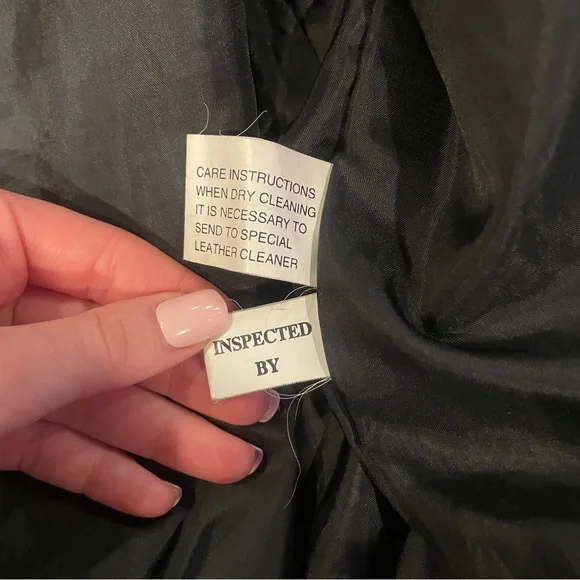 CARE INSTRUCTIONS
WHEN DRY CLEANING
IT IS NECESSARY TO
SEND TO SPECIAL
LEATHER CLEANER
INSPECTED
BY